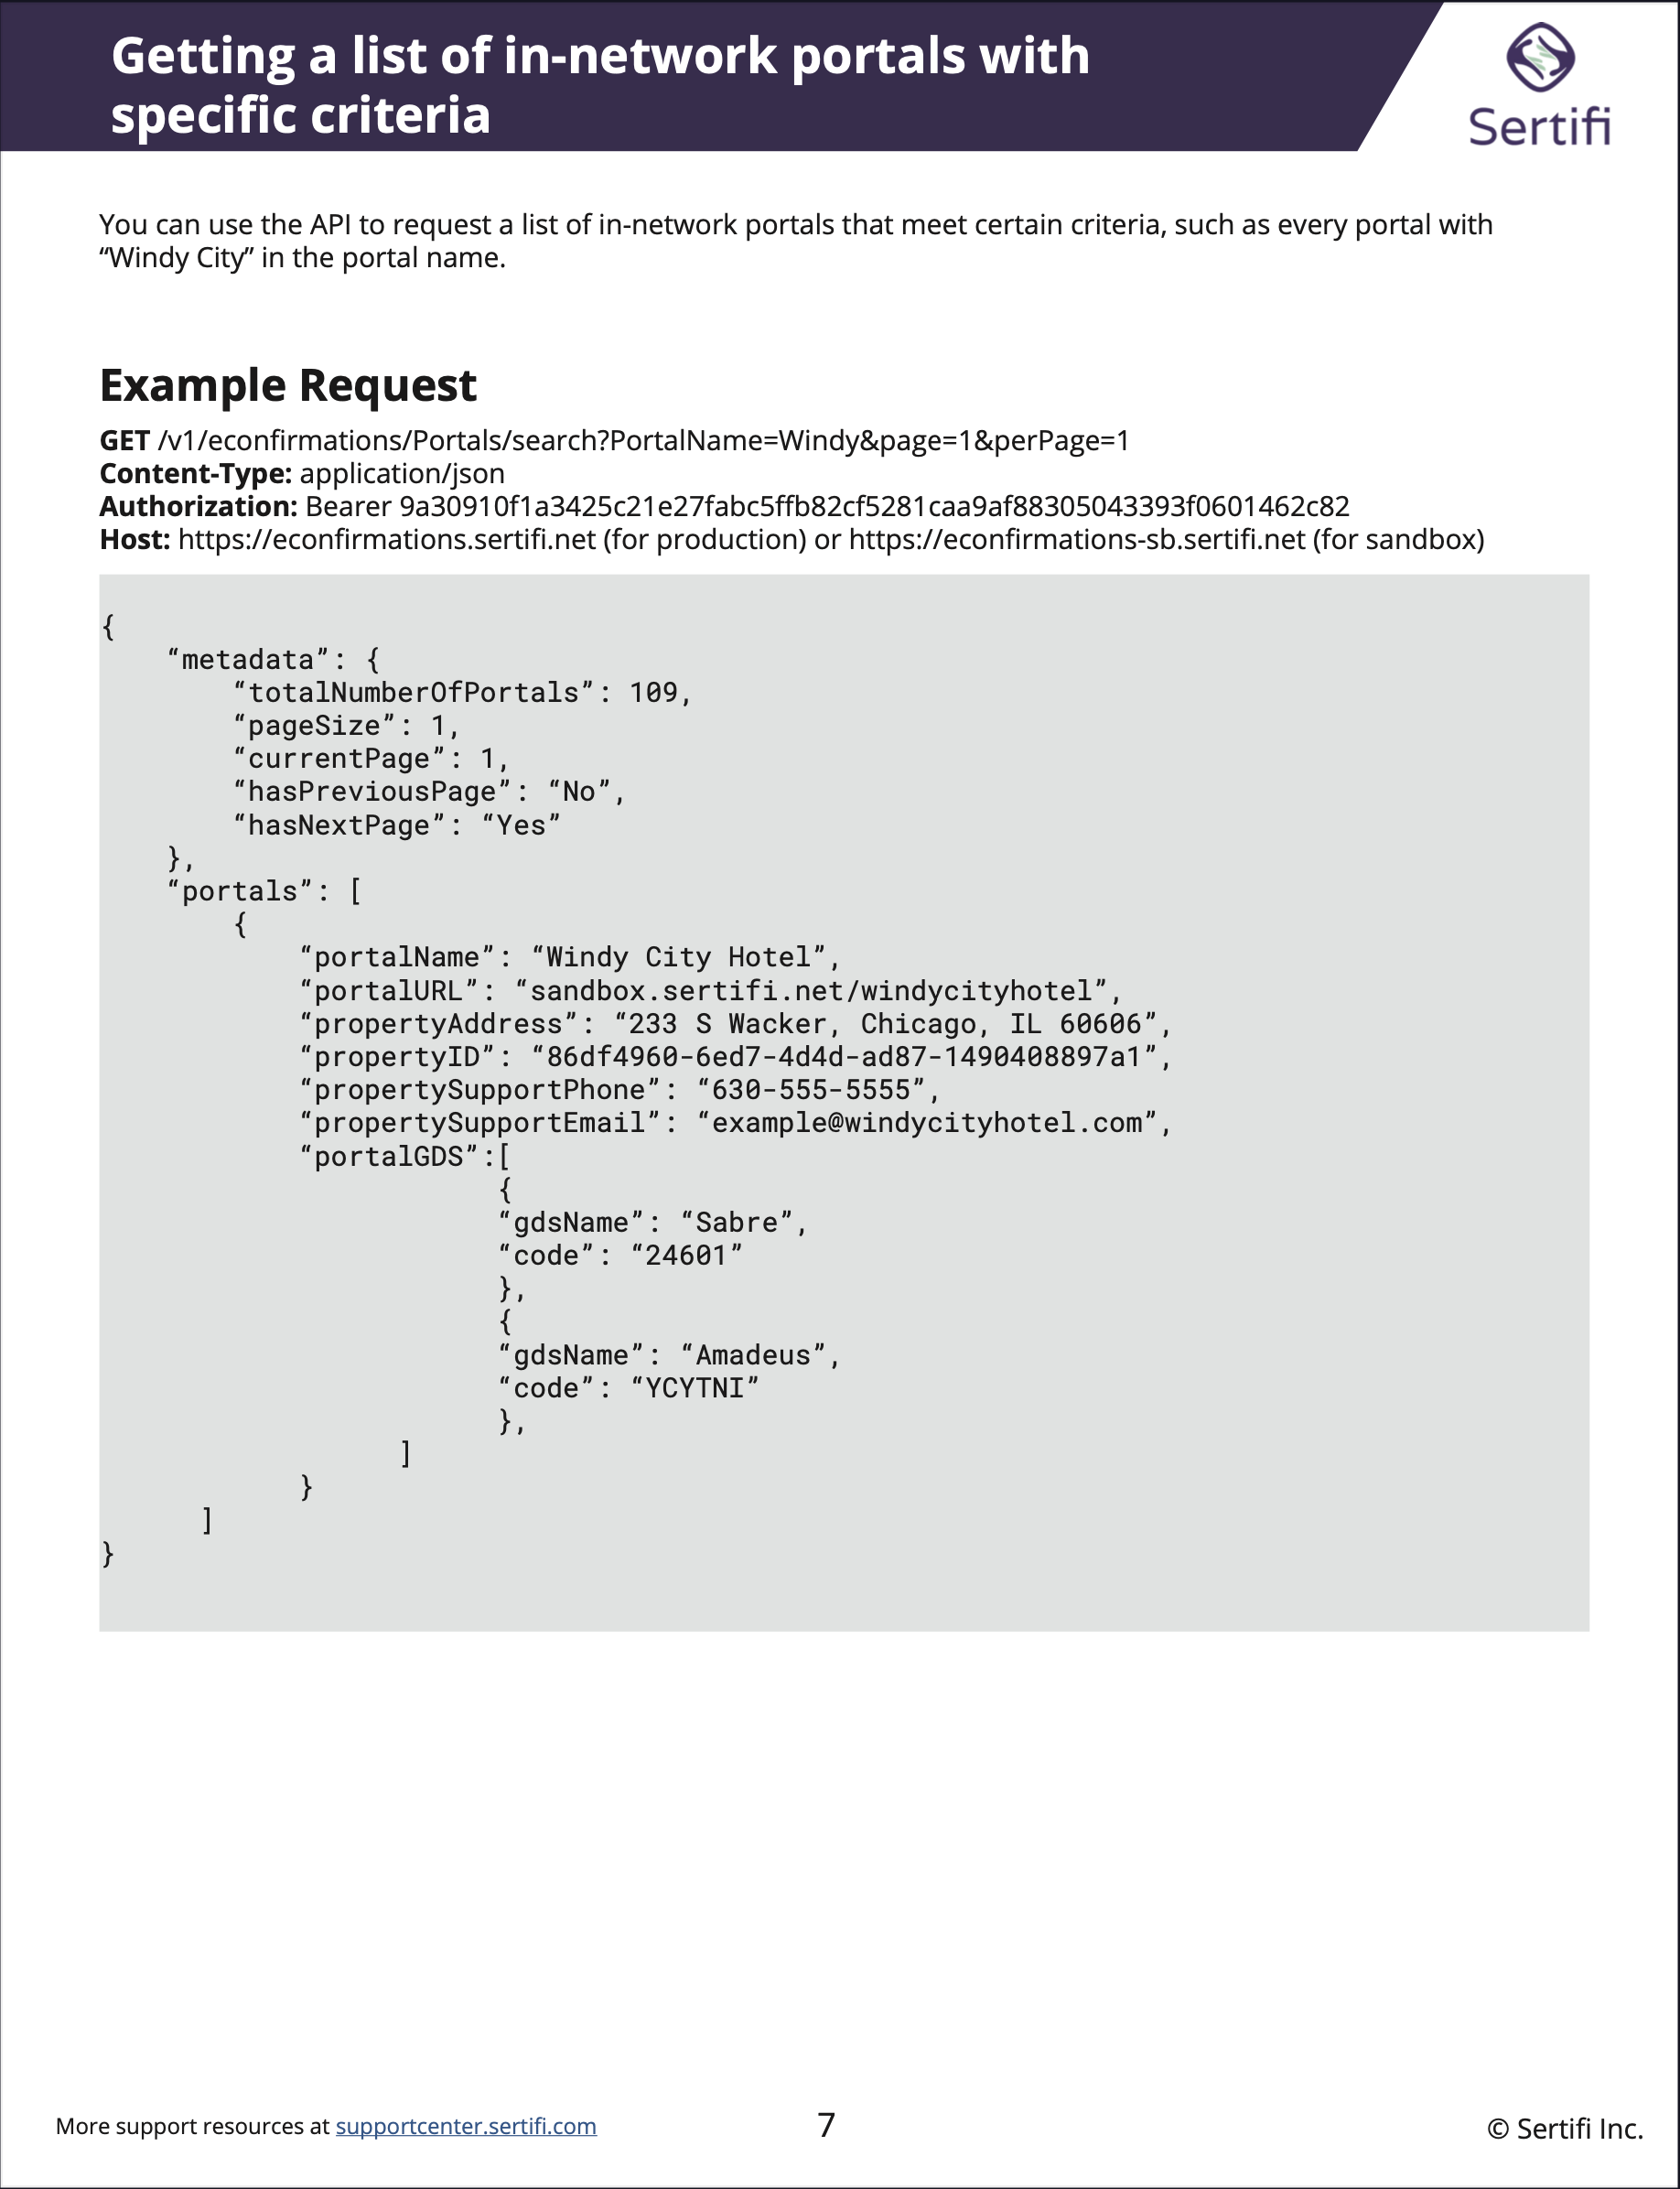 Getting a list of in-network portals with
specific criteria
Sertifi
You can use the API to request a list of in-network portals that meet certain criteria, such as every portal with
“Windy City” in the portal name.
Example Request
GET /v1/econfirmations/Portals/search?PortalName=Windy&page=1&perPage=1
Content-Type: application/json
Authorization: Bearer 9a30910f1a3425c21e27fabc5ffb82cf5281caa9af88305043393f0601462c82
Host: https://econfirmations.sertifi.net (for production) or https://econfirmations-sb.sertifi.net (for sandbox)
{
“metadata”: {
“totalNumberOfPortals”: 109,
“pageSize”: 1,
“currentPage”: 1,
“hasPreviousPage”: “No”,
“hasNextPage”: “Yes”
},
“portals”: [
{
“portalName”: “Windy City Hotel”,
“portalURL”: “sandbox.sertifi.net/windycityhotel”,
“propertyAddress”: “233 S Wacker, Chicago, IL 60606”,
“propertyID”: “86df4960-6ed7-4d4d-ad87-1490408897a1”,
“propertySupportPhone”: “630-555-5555”,
“propertySupportEmail”: “example@windycityhotel.com”,
“portalGDS”:[
{
“gdsName”: “Sabre”,
“code”: “24601”
},
{
“gdsName”: “Amadeus”,
“code”: “YCYTNI”
},
]
}
]
}
More support resources at supportcenter.sertifi.com
7
© Sertifi Inc.